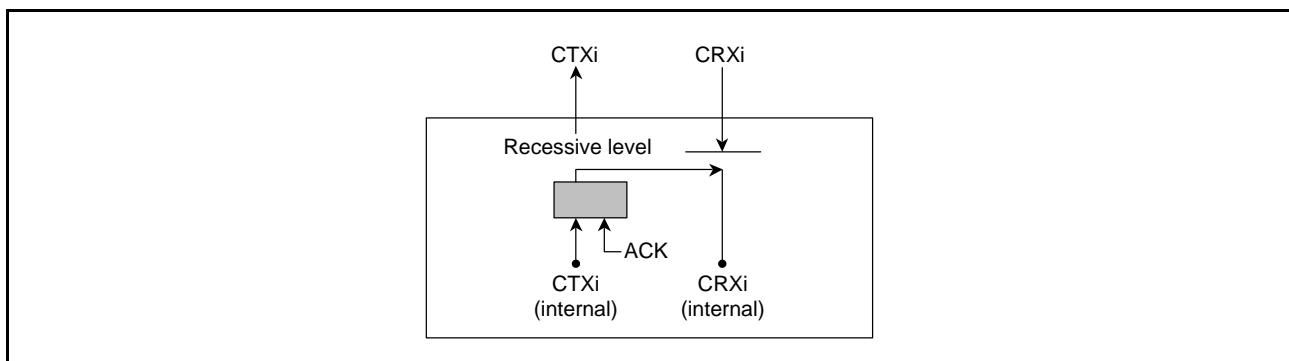 CTXi
CRXi
Recessive level
ACK
CTXi
(internal)
CRXi
(internal)